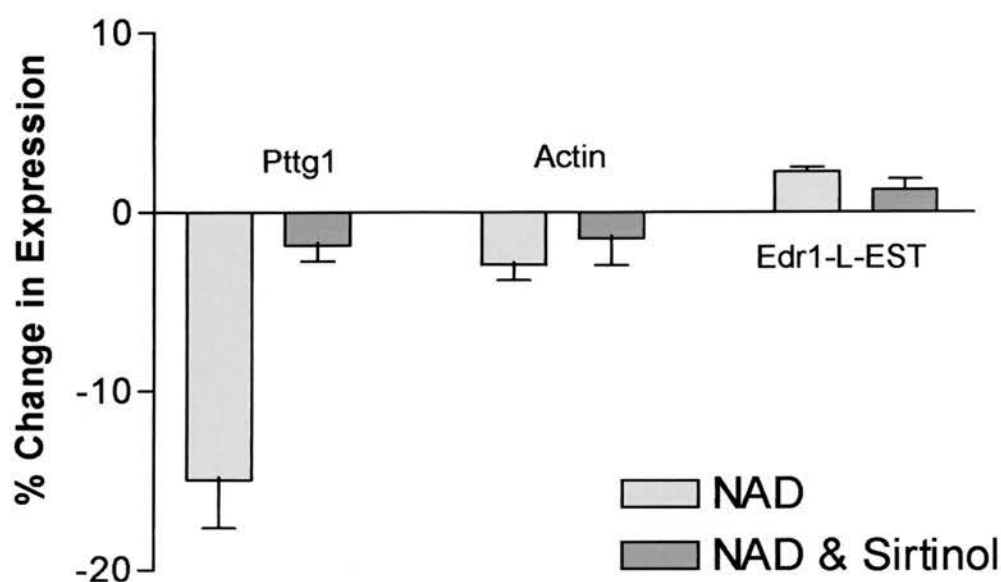 % Change in Expression
10
0
-10
-20
Pttg1
Actin
Edr1-L-EST
NAD
NAD & Sirtinol